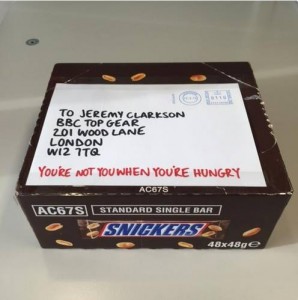 TO JEREMY CLARKSON
BBC TOP GEAR
201 WOOD LANE
LONDON
W12 7TQ
YOU'RE NOT YOU WHEN YOU'RE HUNGRY
AC67S
AC67S STANDARD SINGLE BAR
SNICKERS
48x48g℮